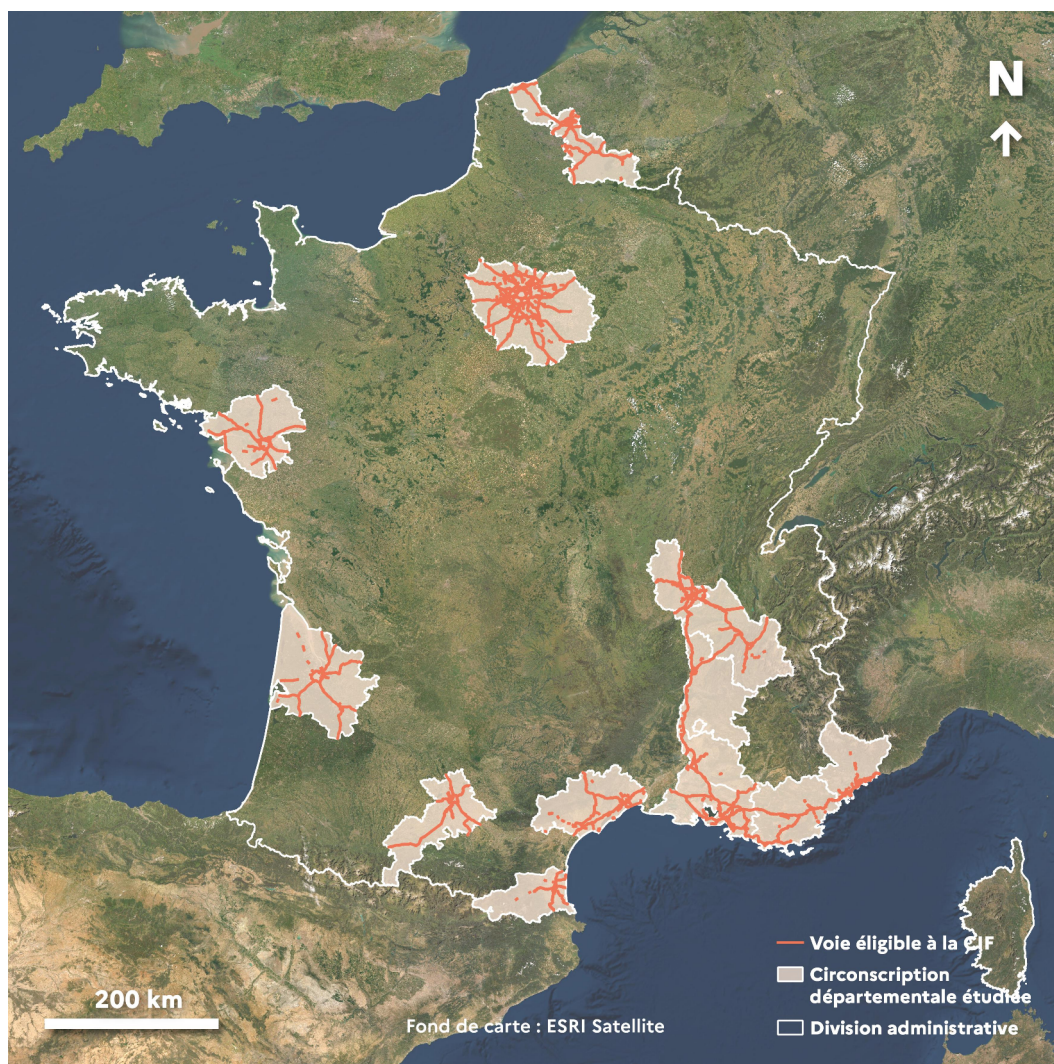 N
Voie éligible à la CIF
Circonscription
départementale étudiée
Division administrative
200 km
Fond de carte : ESRI Satellite